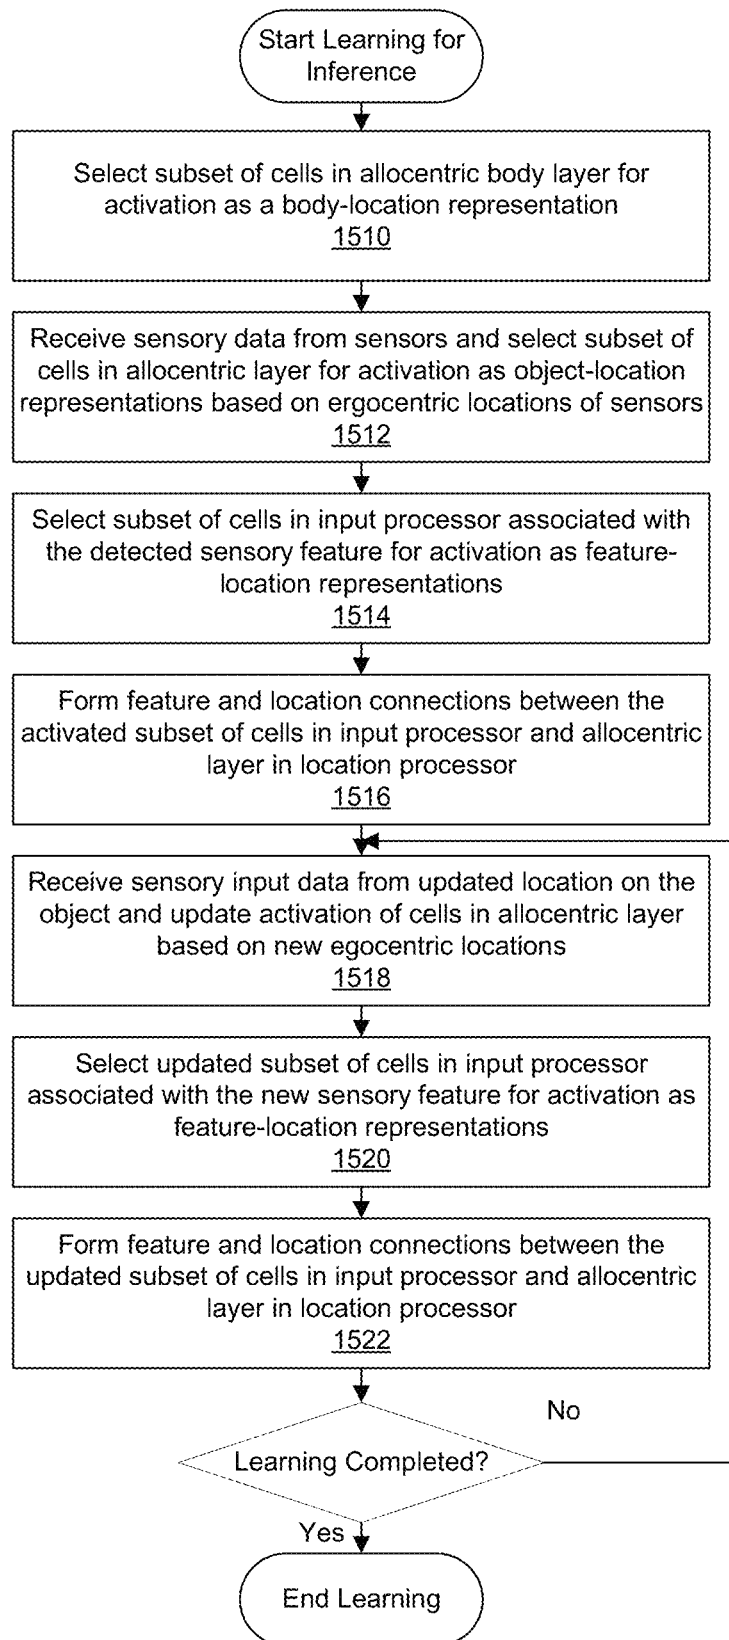 Start Learning for
Inference
Select subset of cells in allocentric body layer for
activation as a body-location representation
1510
Receive sensory data from sensors and select subset of
cells in allocentric layer for activation as object-location
representations based on ergocentric locations of sensors
1512
Select subset of cells in input processor associated with
the detected sensory feature for activation as feature-
location representations
1514
Form feature and location connections between the
activated subset of cells in input processor and allocentric
layer in location processor
1516
Receive sensory input data from updated location on the
object and update activation of cells in allocentric layer
based on new egocentric locations
1518
Select updated subset of cells in input processor
associated with the new sensory feature for activation as
feature-location representations
1520
Form feature and location connections between the
updated subset of cells in input processor and allocentric
layer in location processor
1522
No
Learning Completed?
Yes
End Learning